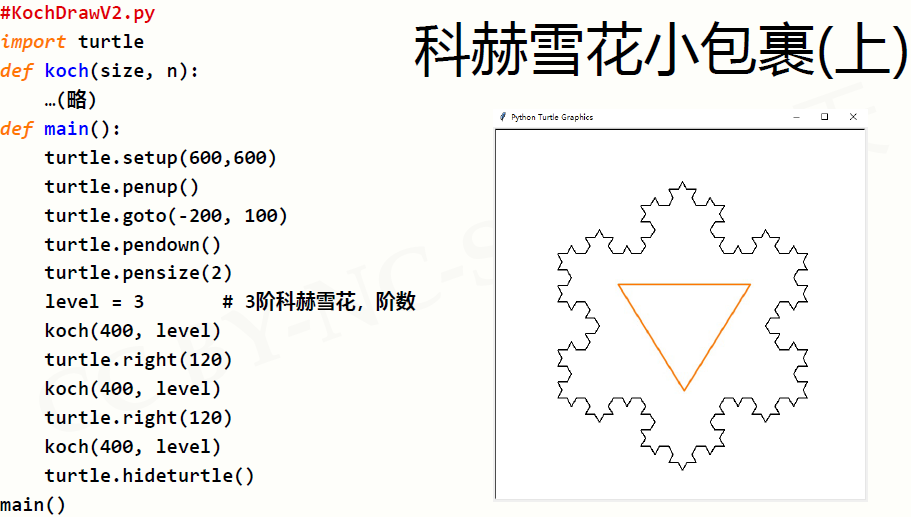 #KochDrawV2.py
import turtle
def koch(size, n):
    …(略)
def main():
    turtle.setup(600,600)
    turtle.penup()
    turtle.goto(-200, 100)
    turtle.pendown()
    turtle.pensize(2)
    level = 3       # 3阶科赫雪花，阶数
    koch(400, level)
    turtle.right(120)
    koch(400, level)
    turtle.right(120)
    koch(400, level)
    turtle.hideturtle()
main()
科赫雪花小包裹(上)
Python Turtle Graphics